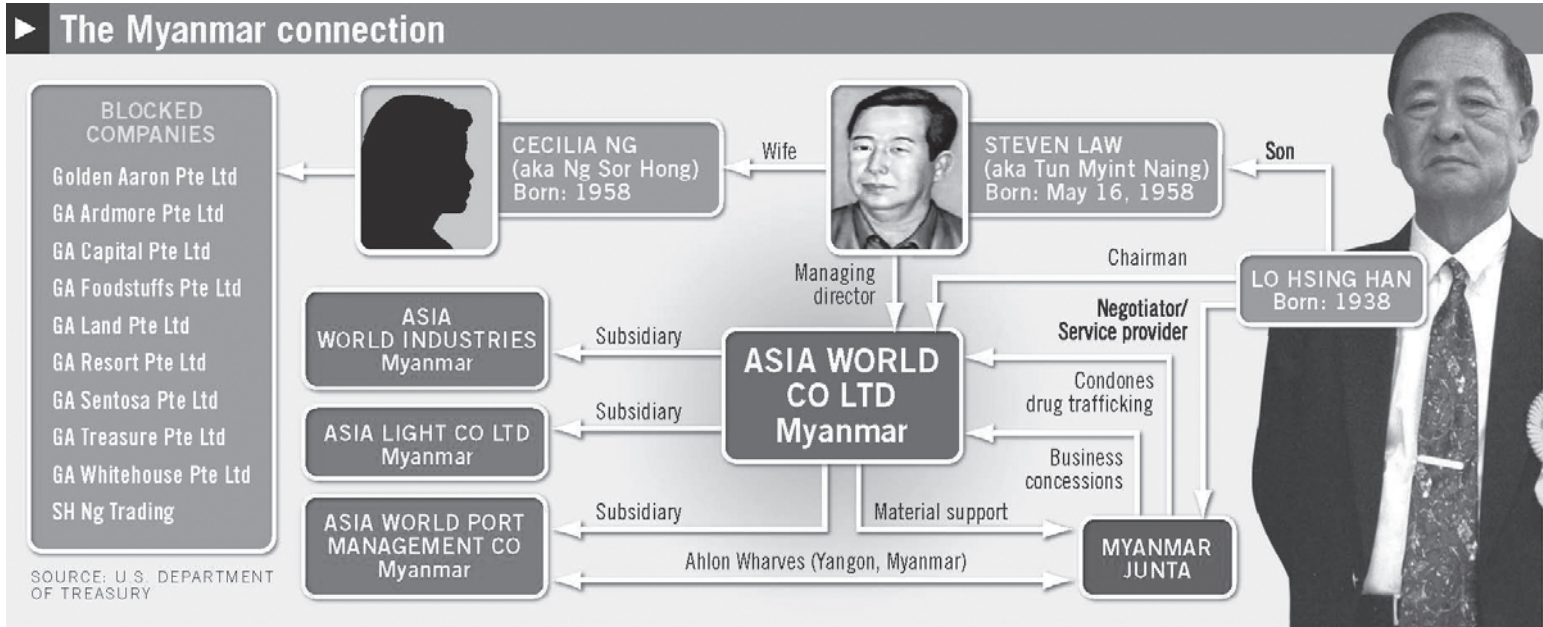 The Myanmar connection
BLOCKED
COMPANIES
Golden Aaron Pte Ltd
GA Ardmore Pte Ltd
GA Capital Pte Ltd
GA Foodstuffs Pte Ltd
GA Land Pte Ltd
GA Resort Pte Ltd
GA Sentosa Pte Ltd
GA Treasure Pte Ltd
GA Whitehouse Pte Ltd
SH Ng Trading
SOURCE: U.S. DEPARTMENT
OF TREASURY
CECILIA NG
(aka Ng Sor Hong)
Born: 1958
Wife
STEVEN LAW
(aka Tun Myint Naing)
Born: May 16, 1958
Son
LO HSING HAN
Born: 1938
Managing
director
Chairman
Negotiator/
Service provider
ASIA
WORLD INDUSTRIES
Myanmar
Subsidiary
ASIA WORLD
CO LTD
Myanmar
Condones
drug trafficking
ASIA LIGHT CO LTD
Myanmar
Subsidiary
Business
concessions
ASIA WORLD PORT
MANAGEMENT CO
Myanmar
Subsidiary
Material support
Ahlon Wharves (Yangon, Myanmar)
MYANMAR
JUNTA